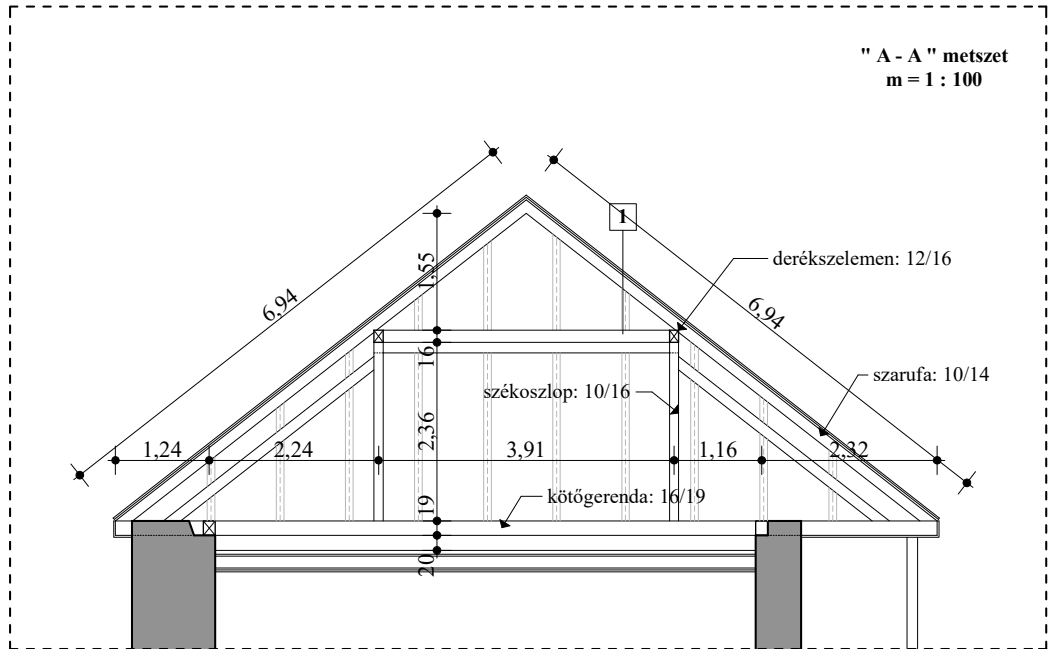 " A - A " metszet
m = 1 : 100
1
derékszelemen: 12/16
1,55
6,94
6,94
16
szarufa: 10/14
székoszlop: 10/16
2,36
1,24
2,24
3,91
1,16
2,32
kötőgerenda: 16/19
19
20